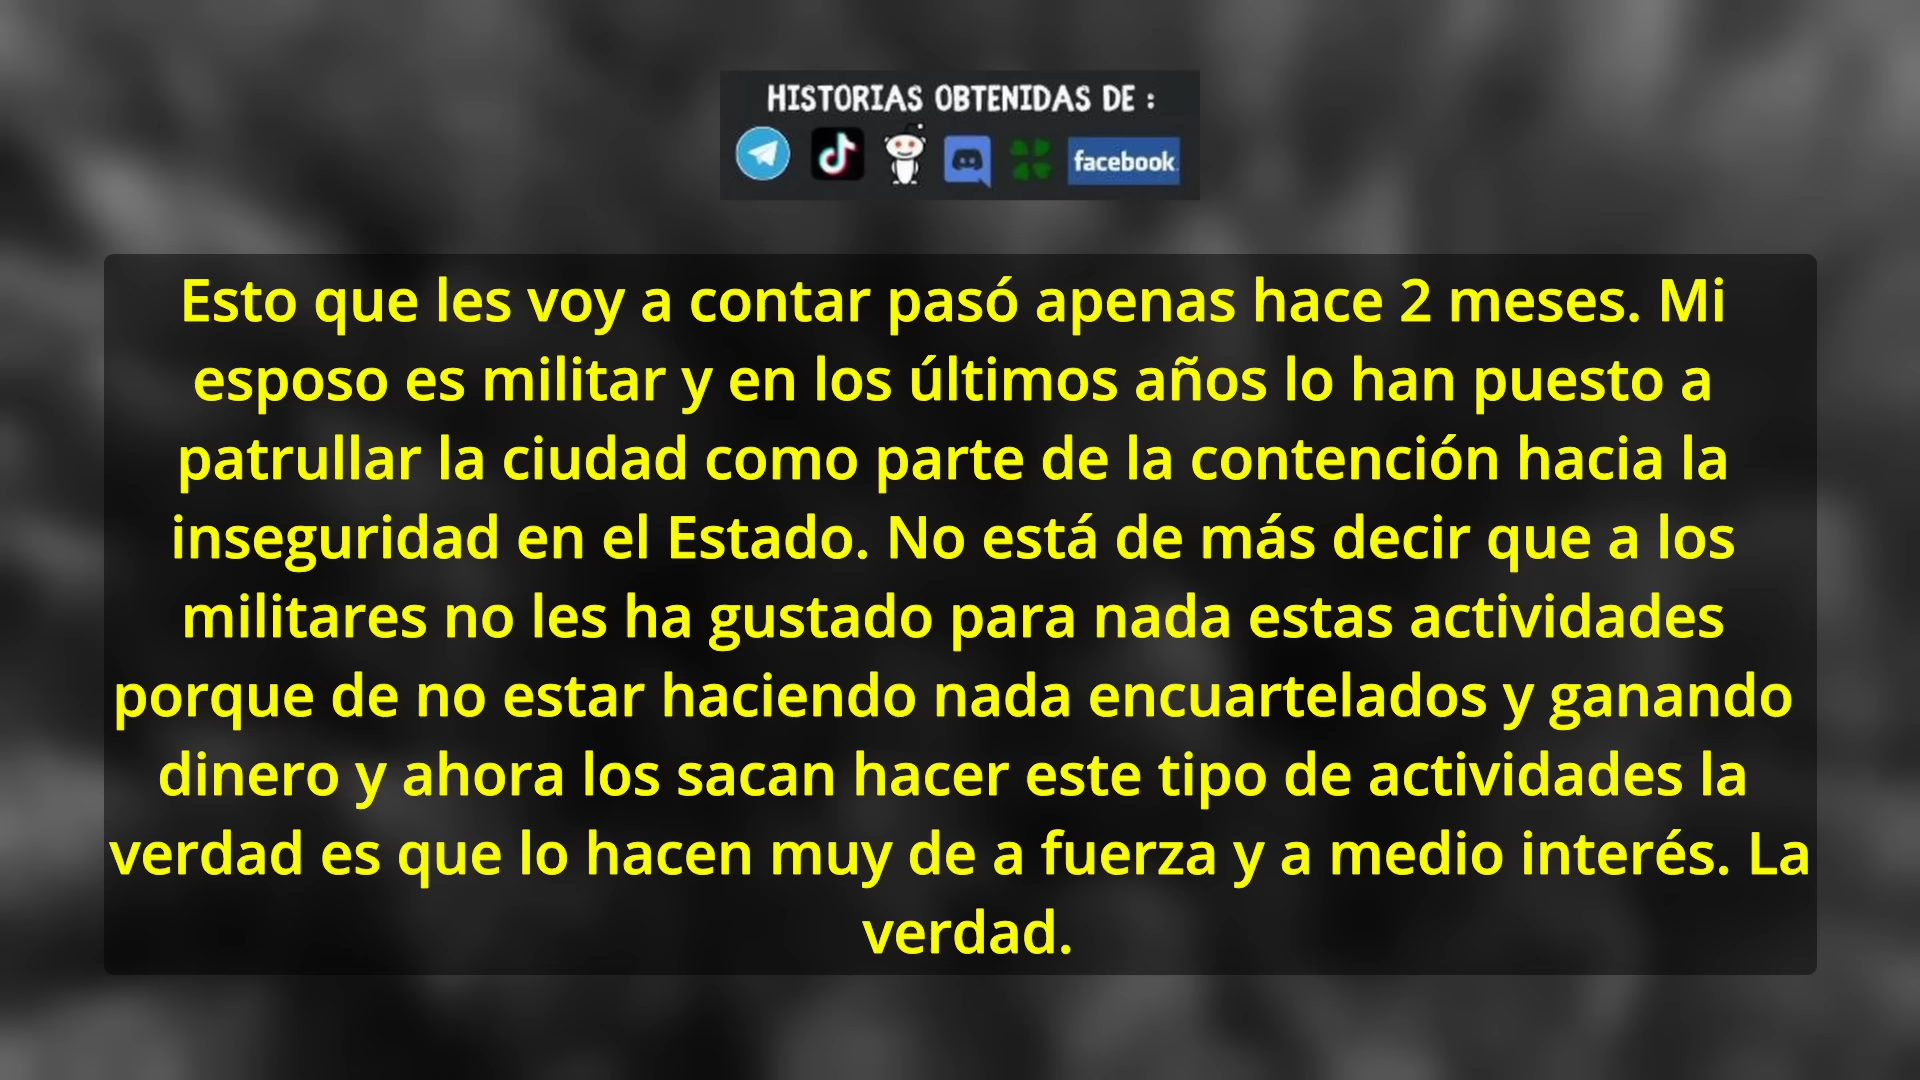 HISTORIAS OBTENIDAS DE :
facebook
Esto que les voy a contar pasó apenas hace 2 meses. Mi
esposo es militar y en los últimos años lo han puesto a
patrullar la ciudad como parte de la contención hacia la
inseguridad en el Estado. No está de más decir que a los
militares no les ha gustado para nada estas actividades
porque de no estar haciendo nada encuartelados y ganando
dinero y ahora los sacan hacer este tipo de actividades la
verdad es que lo hacen muy de a fuerza y a medio interés. La
verdad.